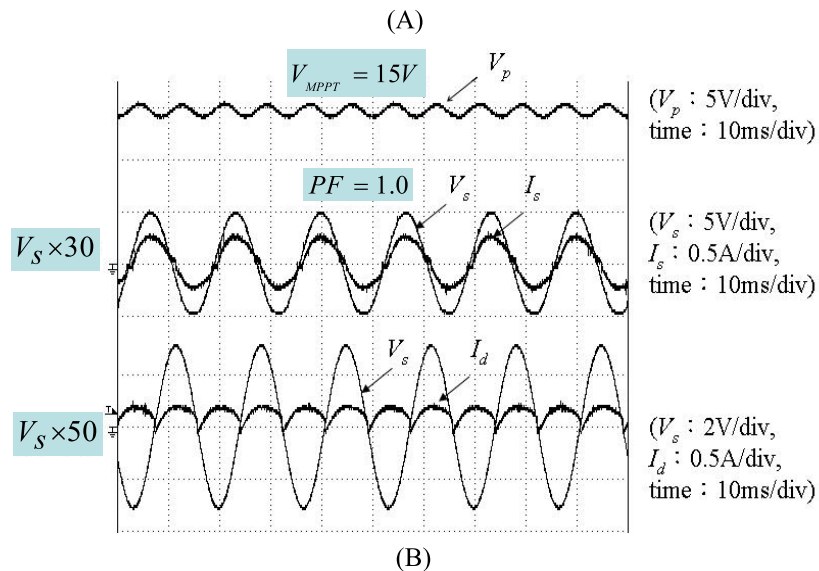 (A)
V_MPPT = 15V
V_p
(V_p：5V/div,
time：10ms/div)
PF = 1.0
V_s
I_s
V_S ×30
(V_s：5V/div,
I_s：0.5A/div,
time：10ms/div)
V_s
I_d
V_S ×50
(V_s：2V/div,
I_d：0.5A/div,
time：10ms/div)
(B)